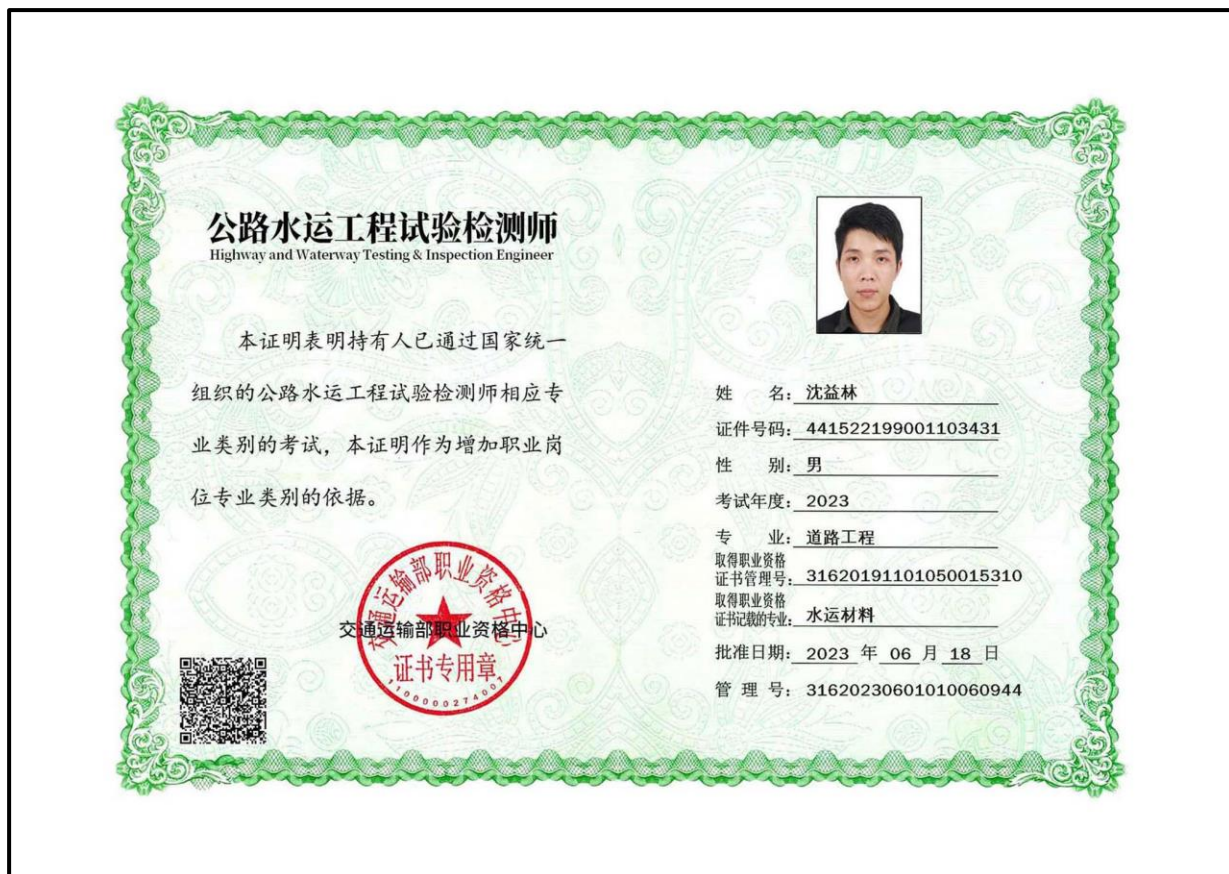 公路水运工程试验检测师
Highway and Waterway Testing & Inspection Engineer
本证明表明持有人已通过国家统一
组织的公路水运工程试验检测师相应专
业类别的考试，本证明作为增加职业岗
位专业类别的依据。
交通运输部职业资格中心
交通运输部职业资格中心
证书专用章
1100000274007
姓 名：沈益林
证件号码：441522199001103431
性 别：男
考试年度：2023
专 业：道路工程
取得职业资格
证书管理号：31620191101050015310
取得职业资格
证书记载的专业：水运材料
批准日期：2023 年 06 月 18 日
管 理 号：31620230601010060944